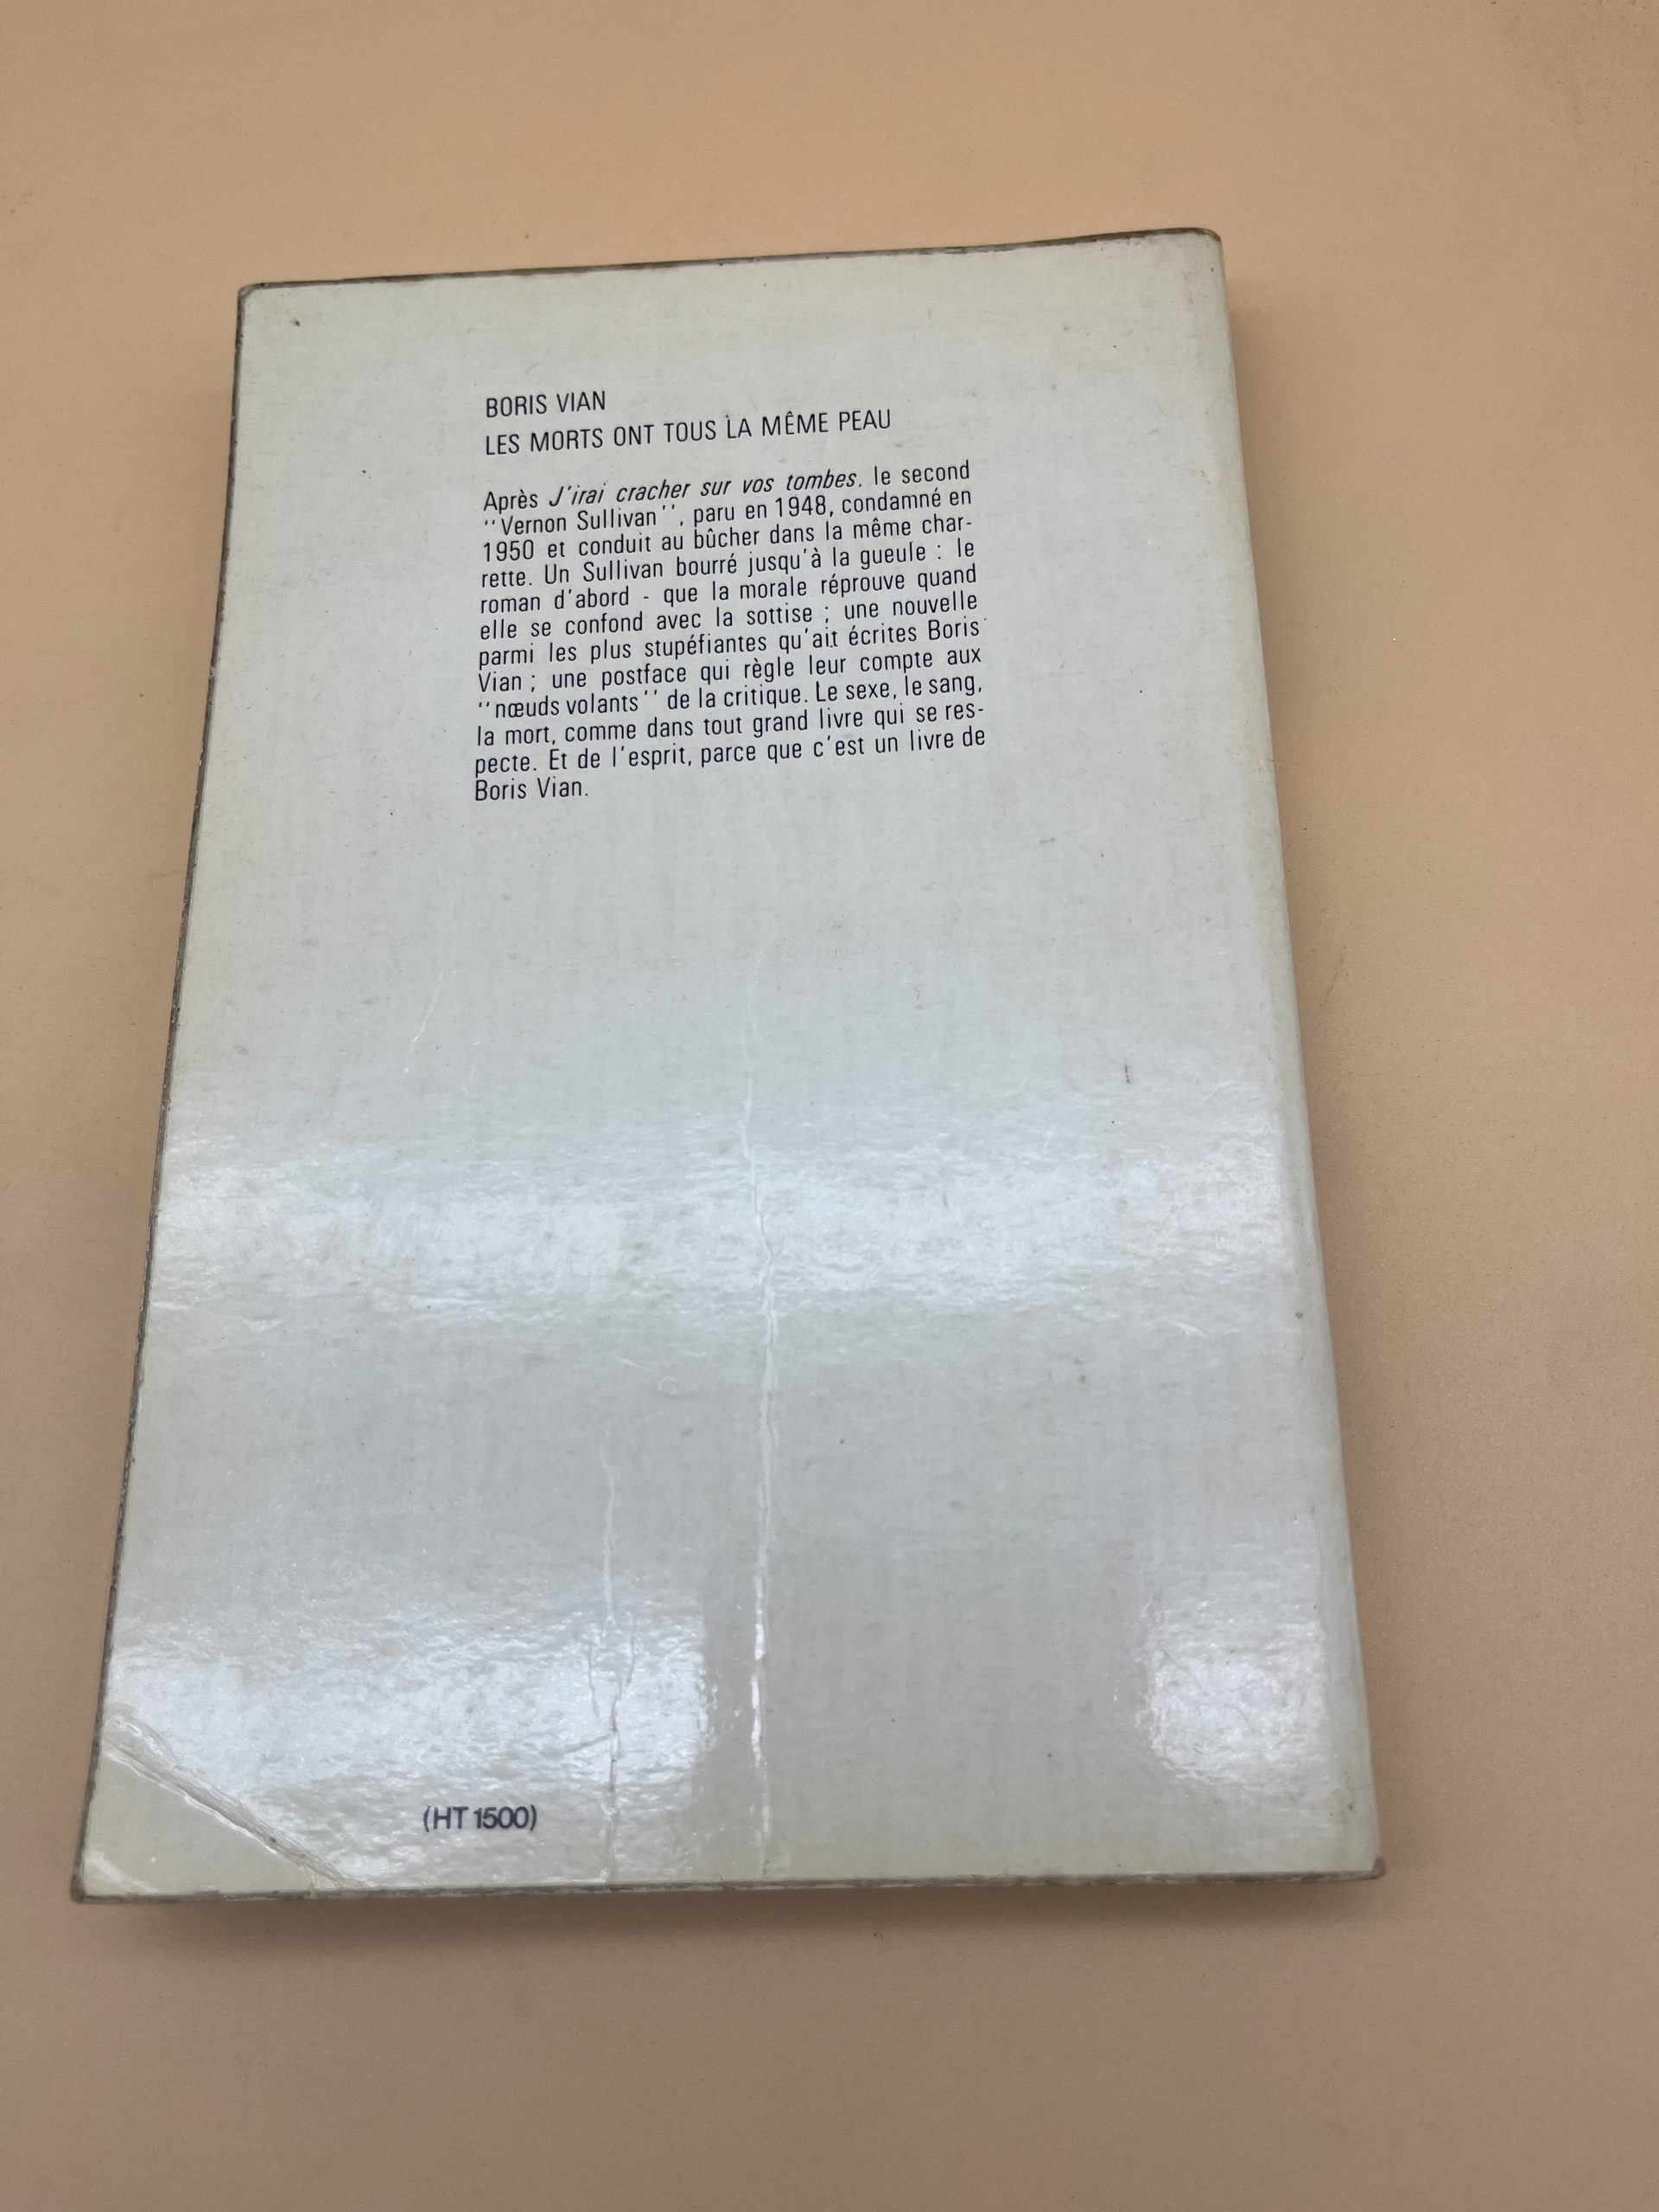 BORIS VIAN
LES MORTS ONT TOUS LA MÊME PEAU
Après J'irai cracher sur vos tombes. le second
''Vernon Sullivan'', paru en 1948, condamné en
1950 et conduit au bûcher dans la même char-
rette. Un Sullivan bourré jusqu'à la gueule : le
roman d'abord - que la morale réprouve quand
elle se confond avec la sottise ; une nouvelle
parmi les plus stupéfiantes qu'ait écrites Boris
Vian ; une postface qui règle leur compte aux
''nœuds volants'' de la critique. Le sexe, le sang,
la mort, comme dans tout grand livre qui se res-
pecte. Et de l'esprit, parce que c'est un livre de
Boris Vian.
(HT 1500)